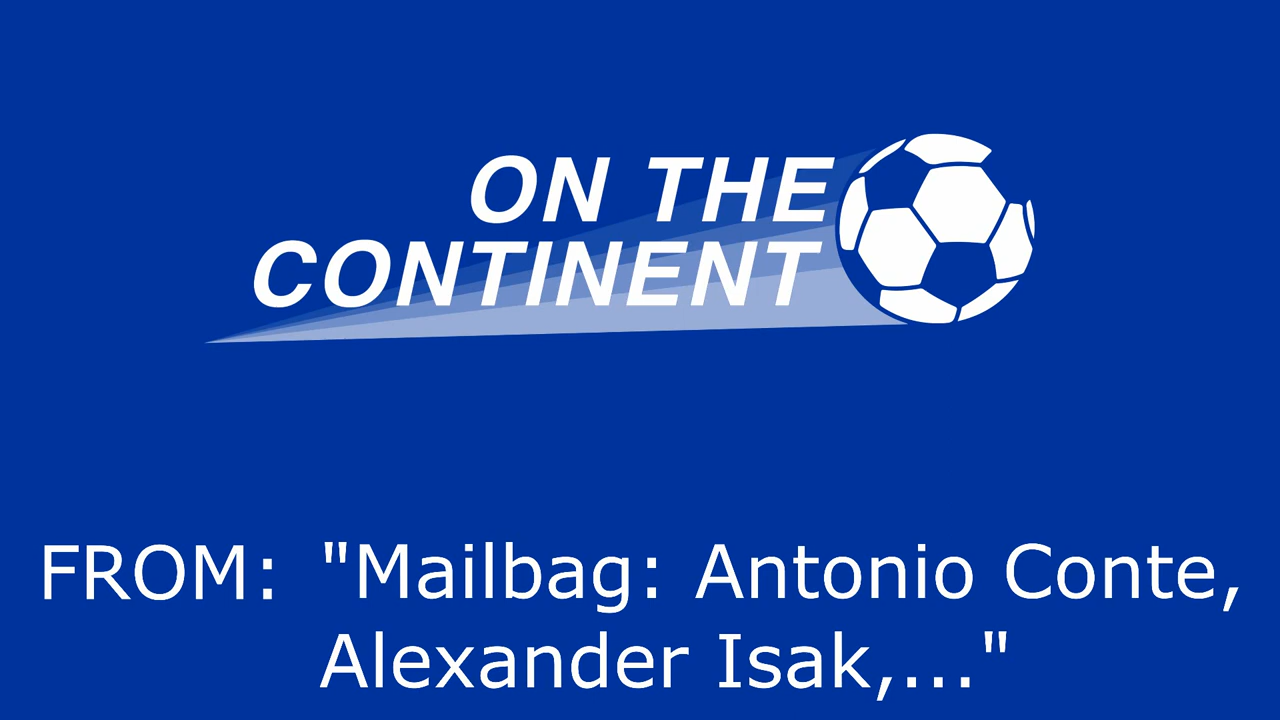 ON THE
CONTINENT
FROM: "Mailbag: Antonio Conte,
Alexander Isak,..."